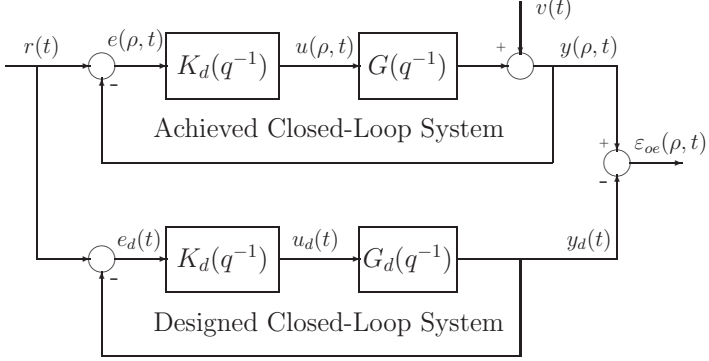 v(t)
r(t) e(ρ, t) K_d(q⁻¹) u(ρ, t) G(q⁻¹) + y(ρ, t)
-
Achieved Closed-Loop System
+ ε_oe(ρ, t)
-
e_d(t) K_d(q⁻¹) u_d(t) G_d(q⁻¹) y_d(t)
-
Designed Closed-Loop System